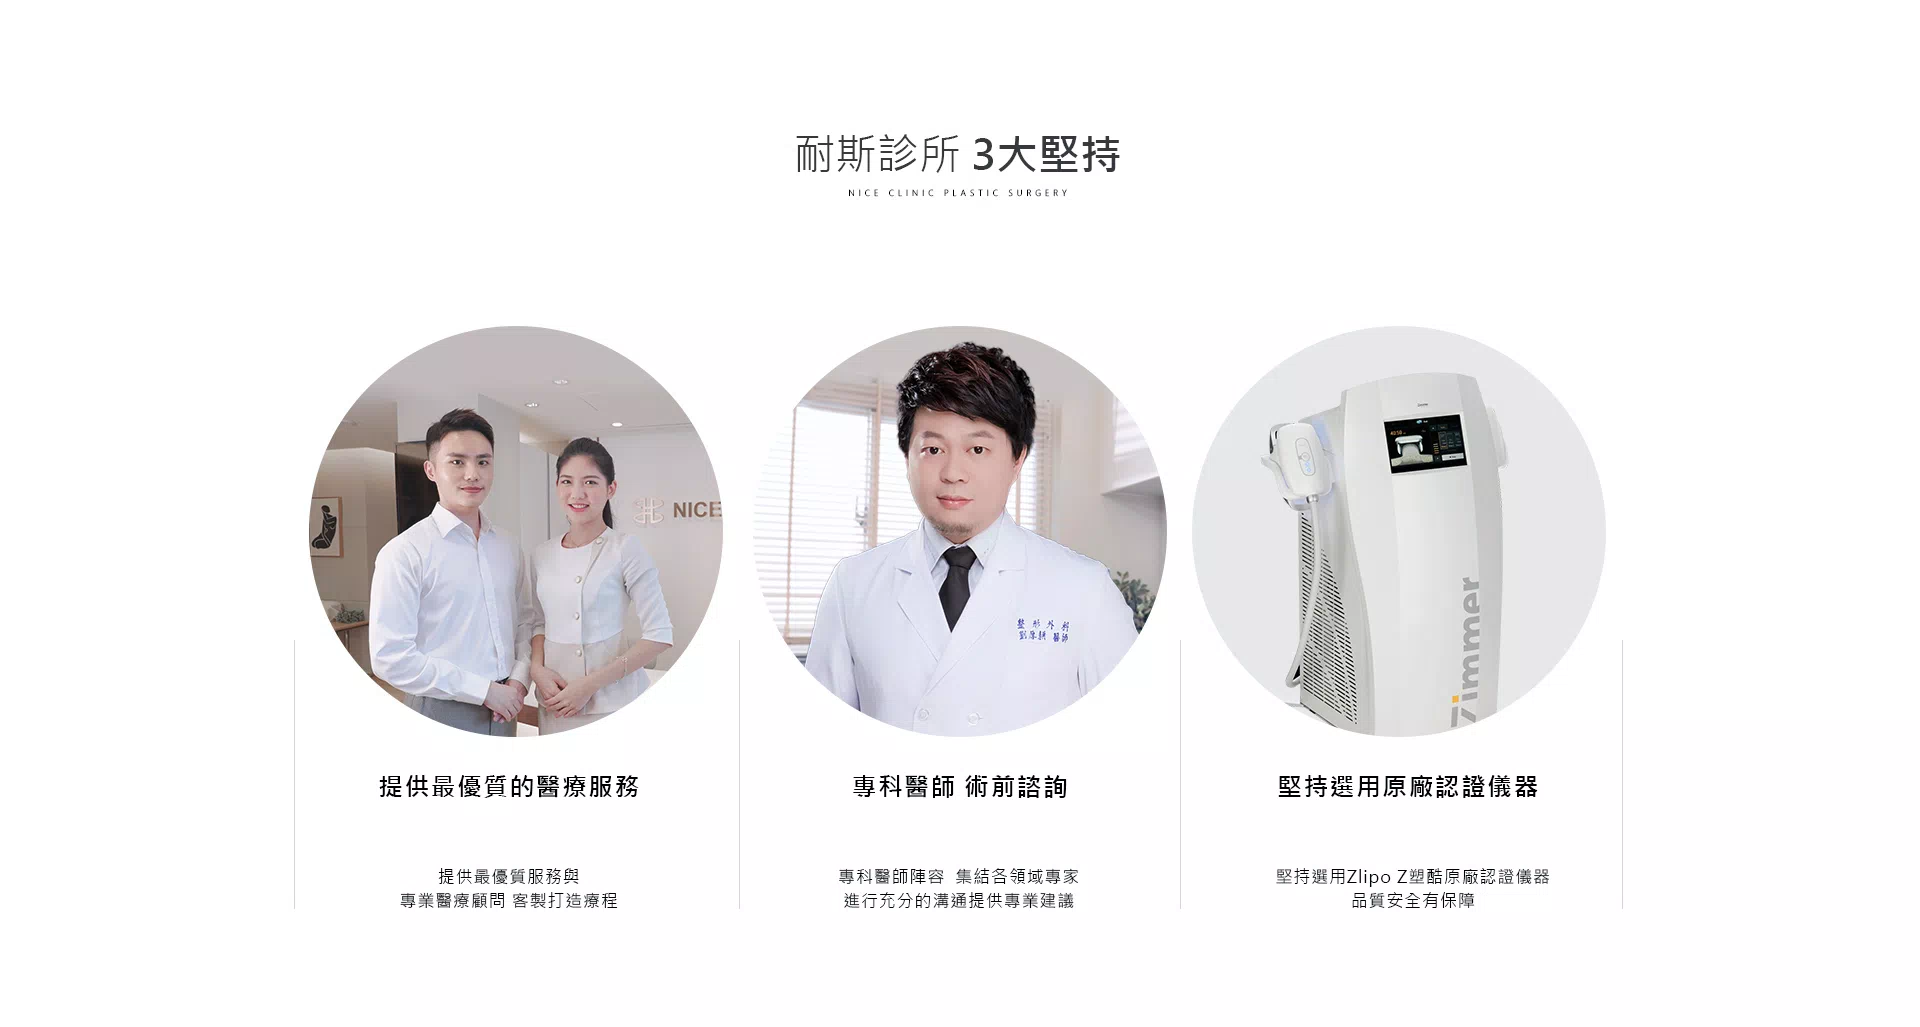 耐斯診所 3大堅持
NICE CLINIC PLASTIC SURGERY
NICE
整形外科
醫師
zimmer
提供最優質的醫療服務
專科醫師 術前諮詢
堅持選用原廠認證儀器
提供最優質服務與
專業醫療顧問 客製打造療程
專科醫師陣容 集結各領域專家
進行充分的溝通提供專業建議
堅持選用Zlipo Z塑酷原廠認證儀器
品質安全有保障